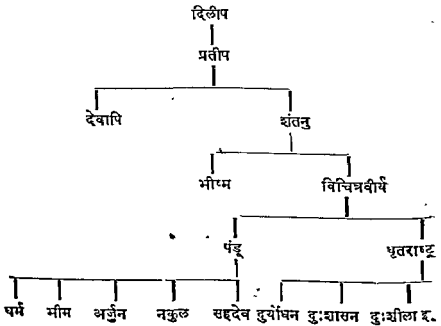 दिलीप
प्रतीप
देवापि शंतनु
भीष्म विचित्रवीर्य
पंडू धृतराष्ट्र
धर्म भीम अर्जुन नकुल सहदेव दुर्योधन दुःशासन दुःशीला इ.